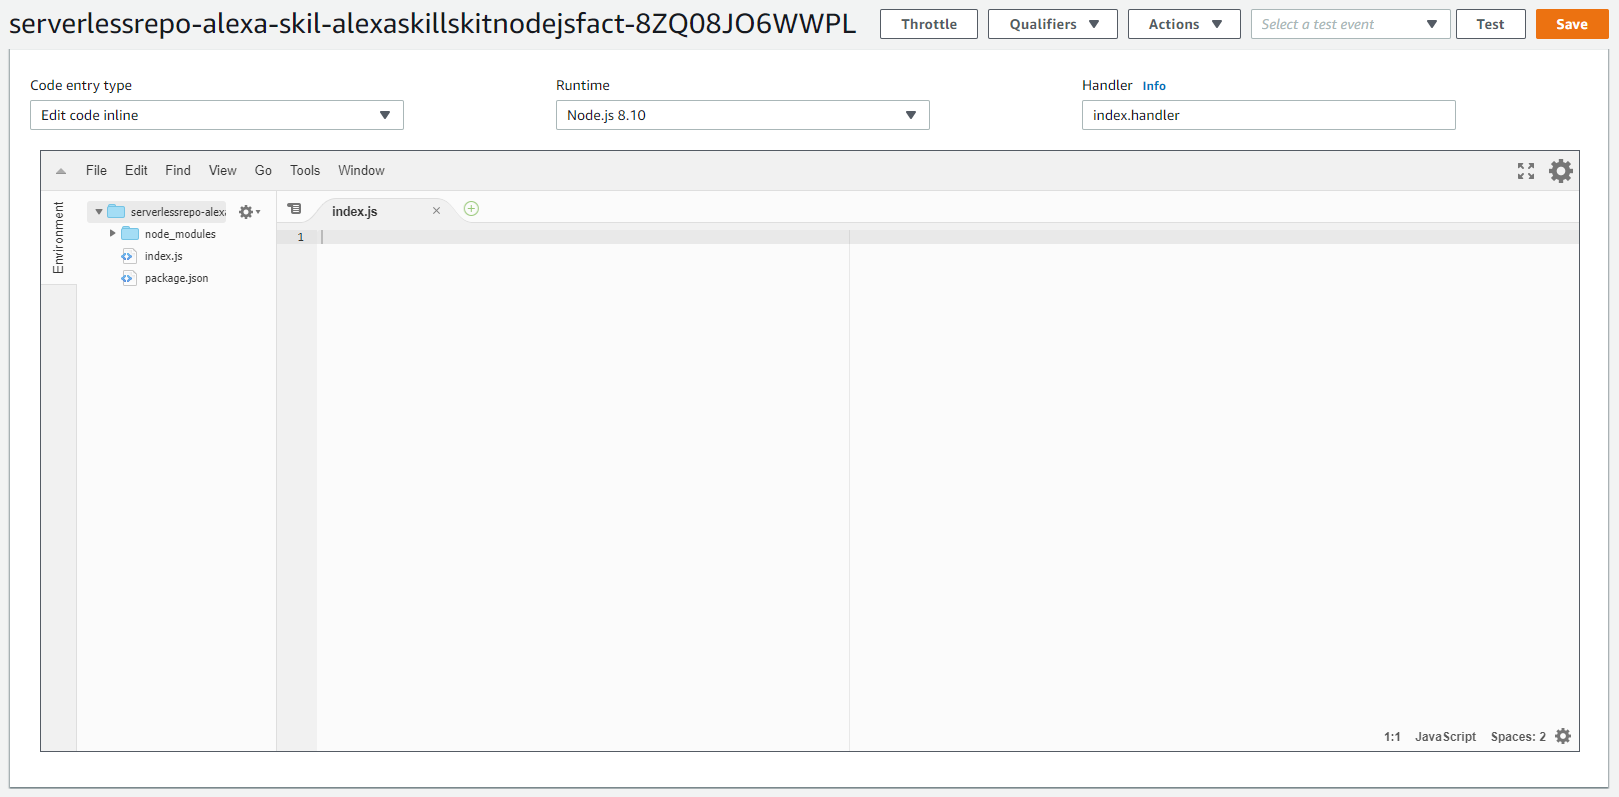 serverlessrepo-alexa-skil-alexaskillskitnodejsfact-8ZQ08JO6WWPL Throttle Qualifiers Actions Select a test event Test Save
Code entry type Runtime Handler Info
Edit code inline Node.js 8.10 index.handler
File Edit Find View Go Tools Window
Environment
serverlessrepo-alexa index.js
node_modules 1
index.js
package.json
1:1 JavaScript Spaces: 2